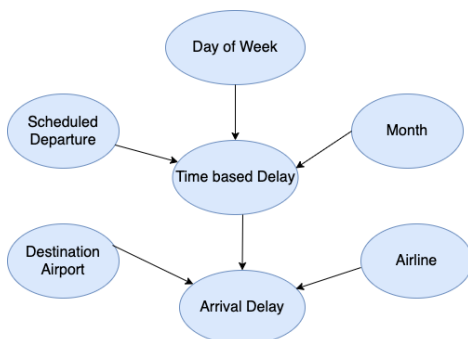 Day of Week
Scheduled
Departure
Month
Time based Delay
Destination
Airport
Airline
Arrival Delay